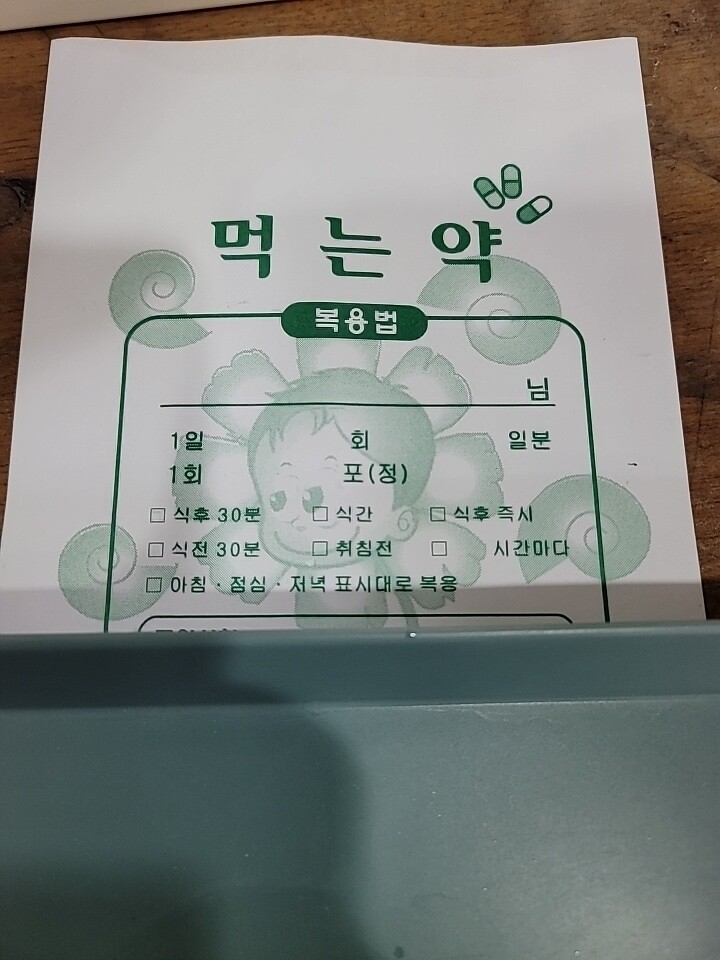 먹는약
복용법
님
1일 회 일분
1회 포(정)
□ 식후 30분 □ 식간 □ 식후 즉시
□ 식전 30분 □ 취침전 □ 시간마다
□ 아침 · 점심 · 저녁 표시대로 복용